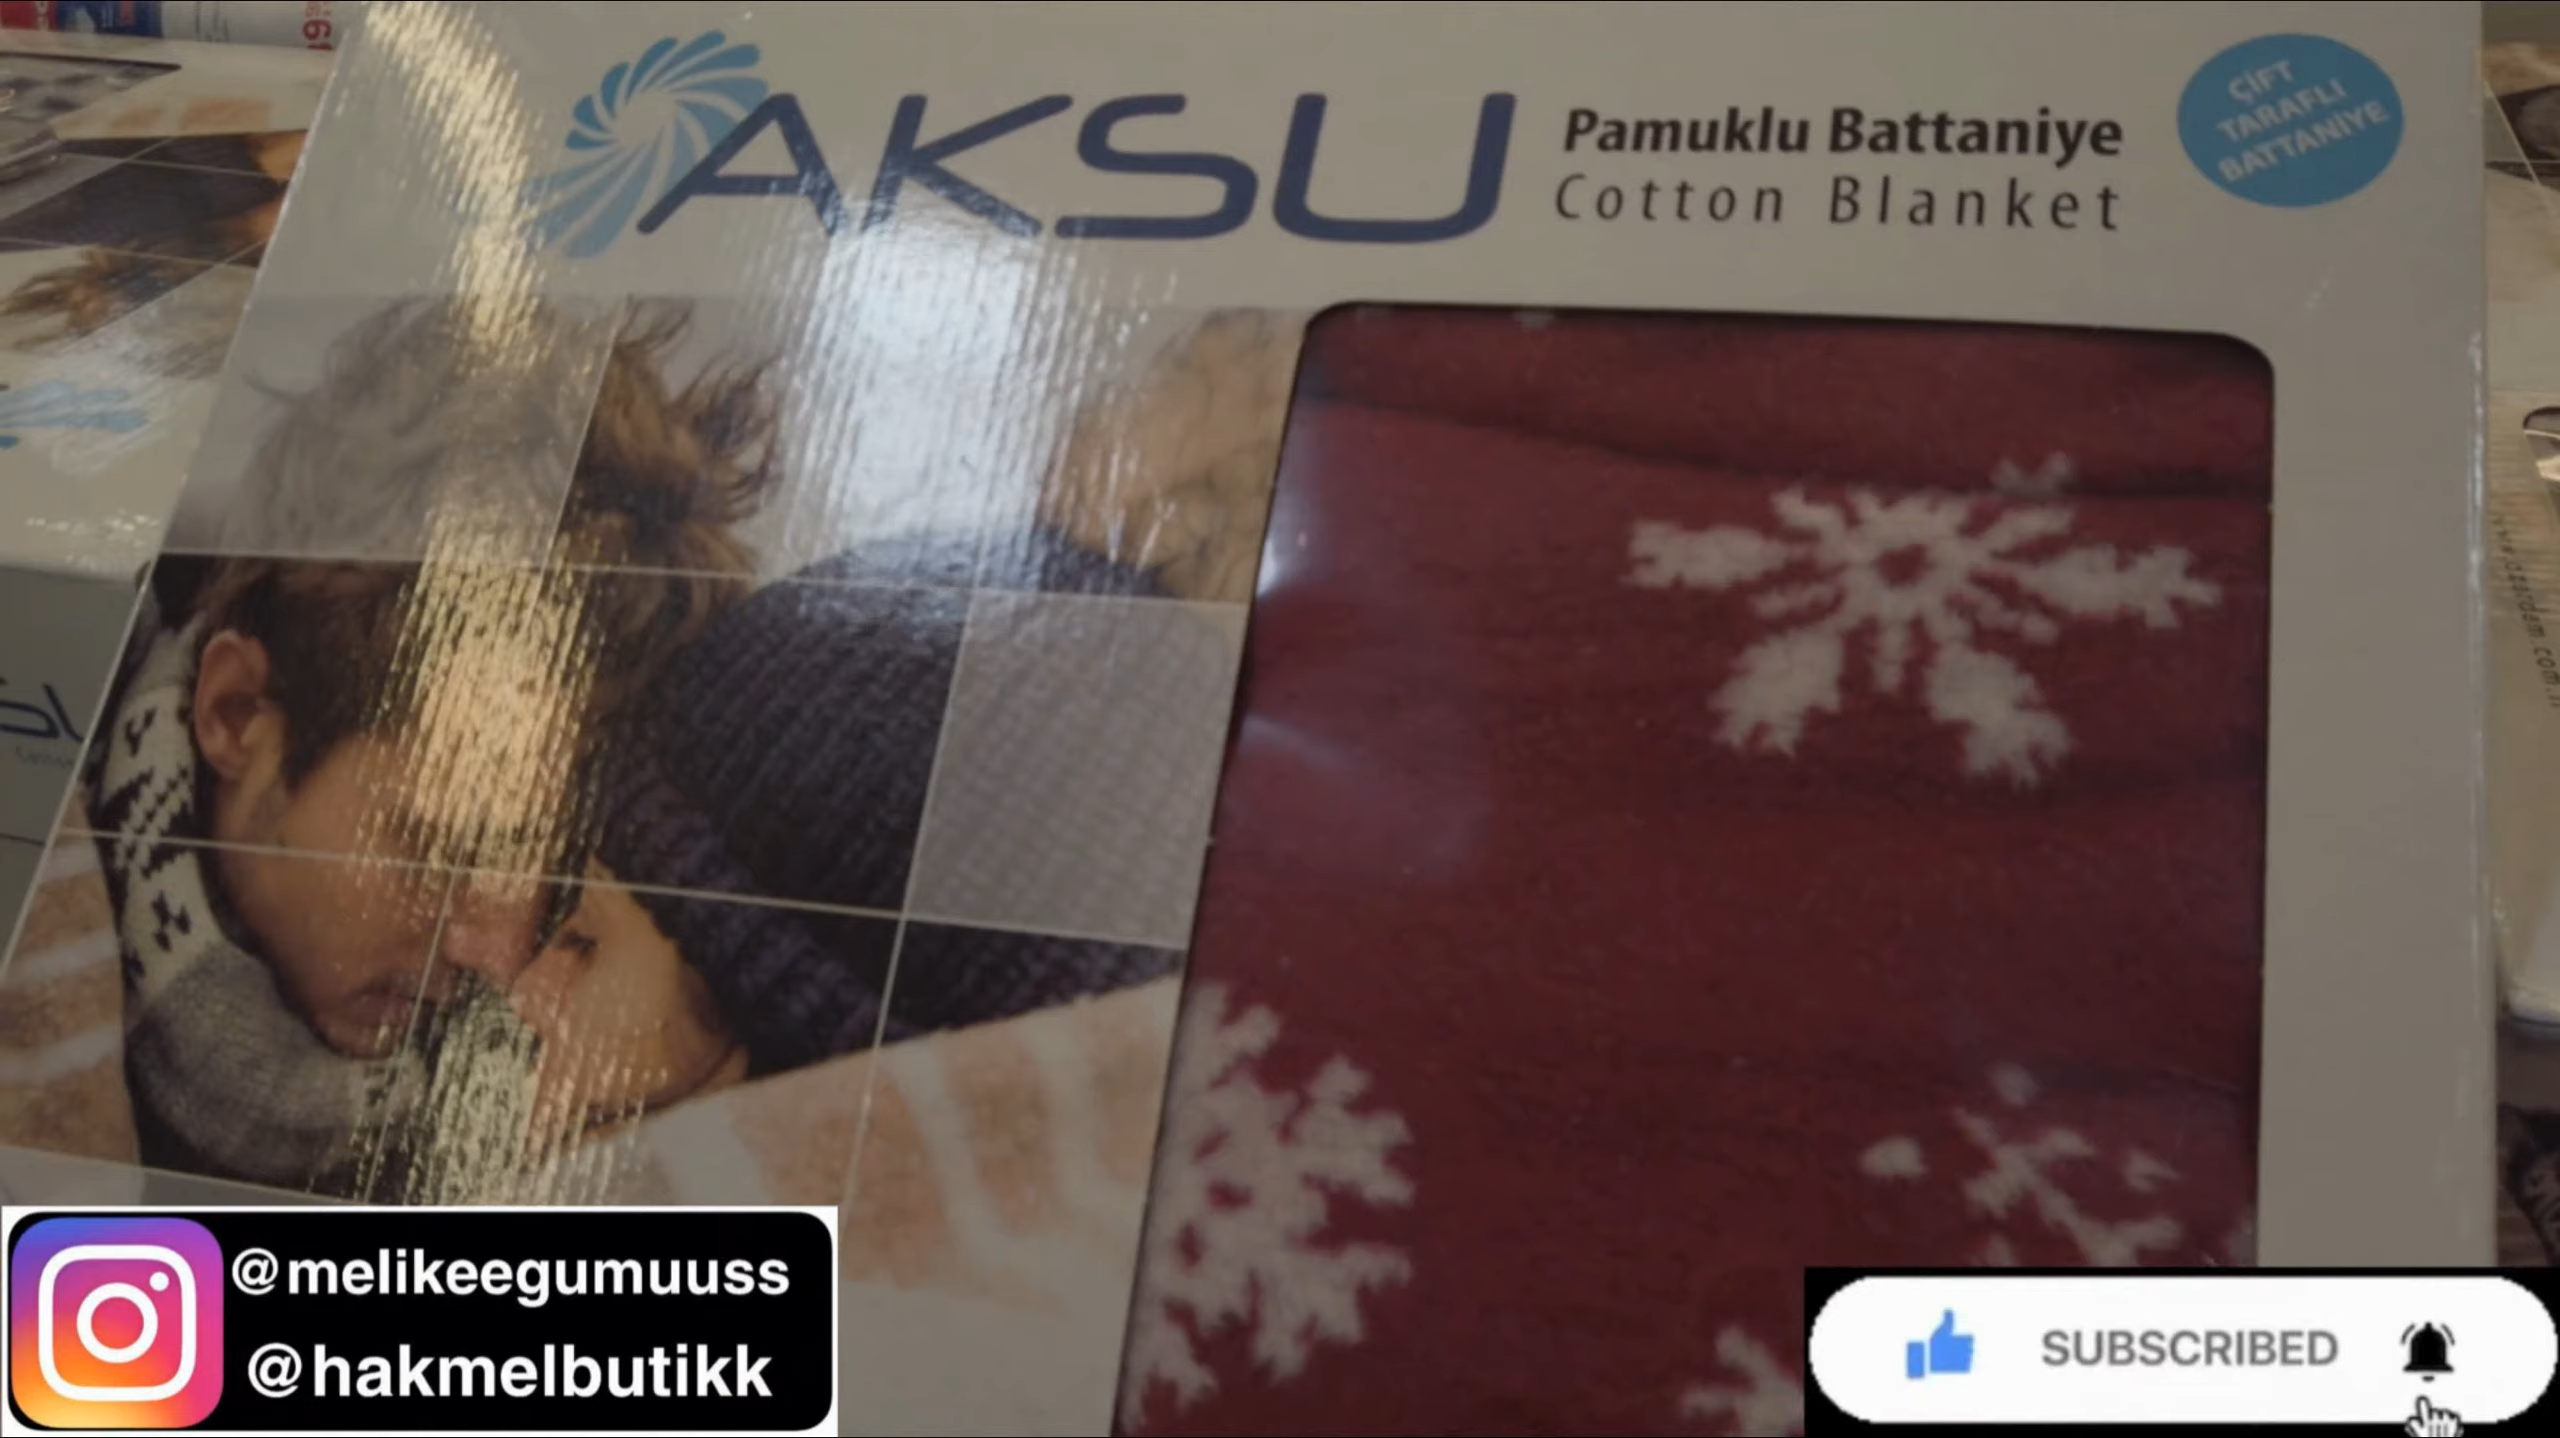 AKSU
Pamuklu Battaniye
Cotton Blanket
ÇİFT
TARAFLI
BATTANİYE
@melikeegumuuss
@hakmelbutikk
SUBSCRIBED